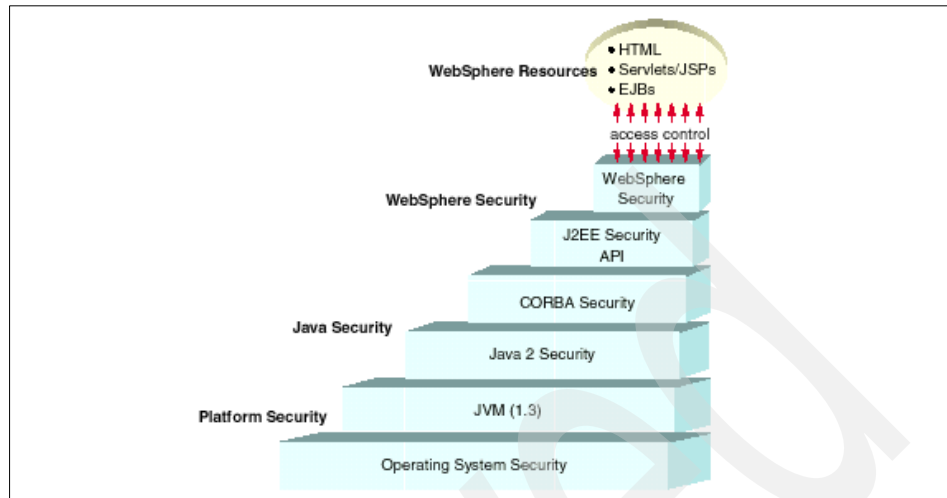 • HTML
WebSphere Resources • Servlets/JSPs
• EJBs
access control
WebSphere
Security
WebSphere Security
J2EE Security
API
CORBA Security
Java Security
Java 2 Security
JVM (1.3)
Platform Security
Operating System Security